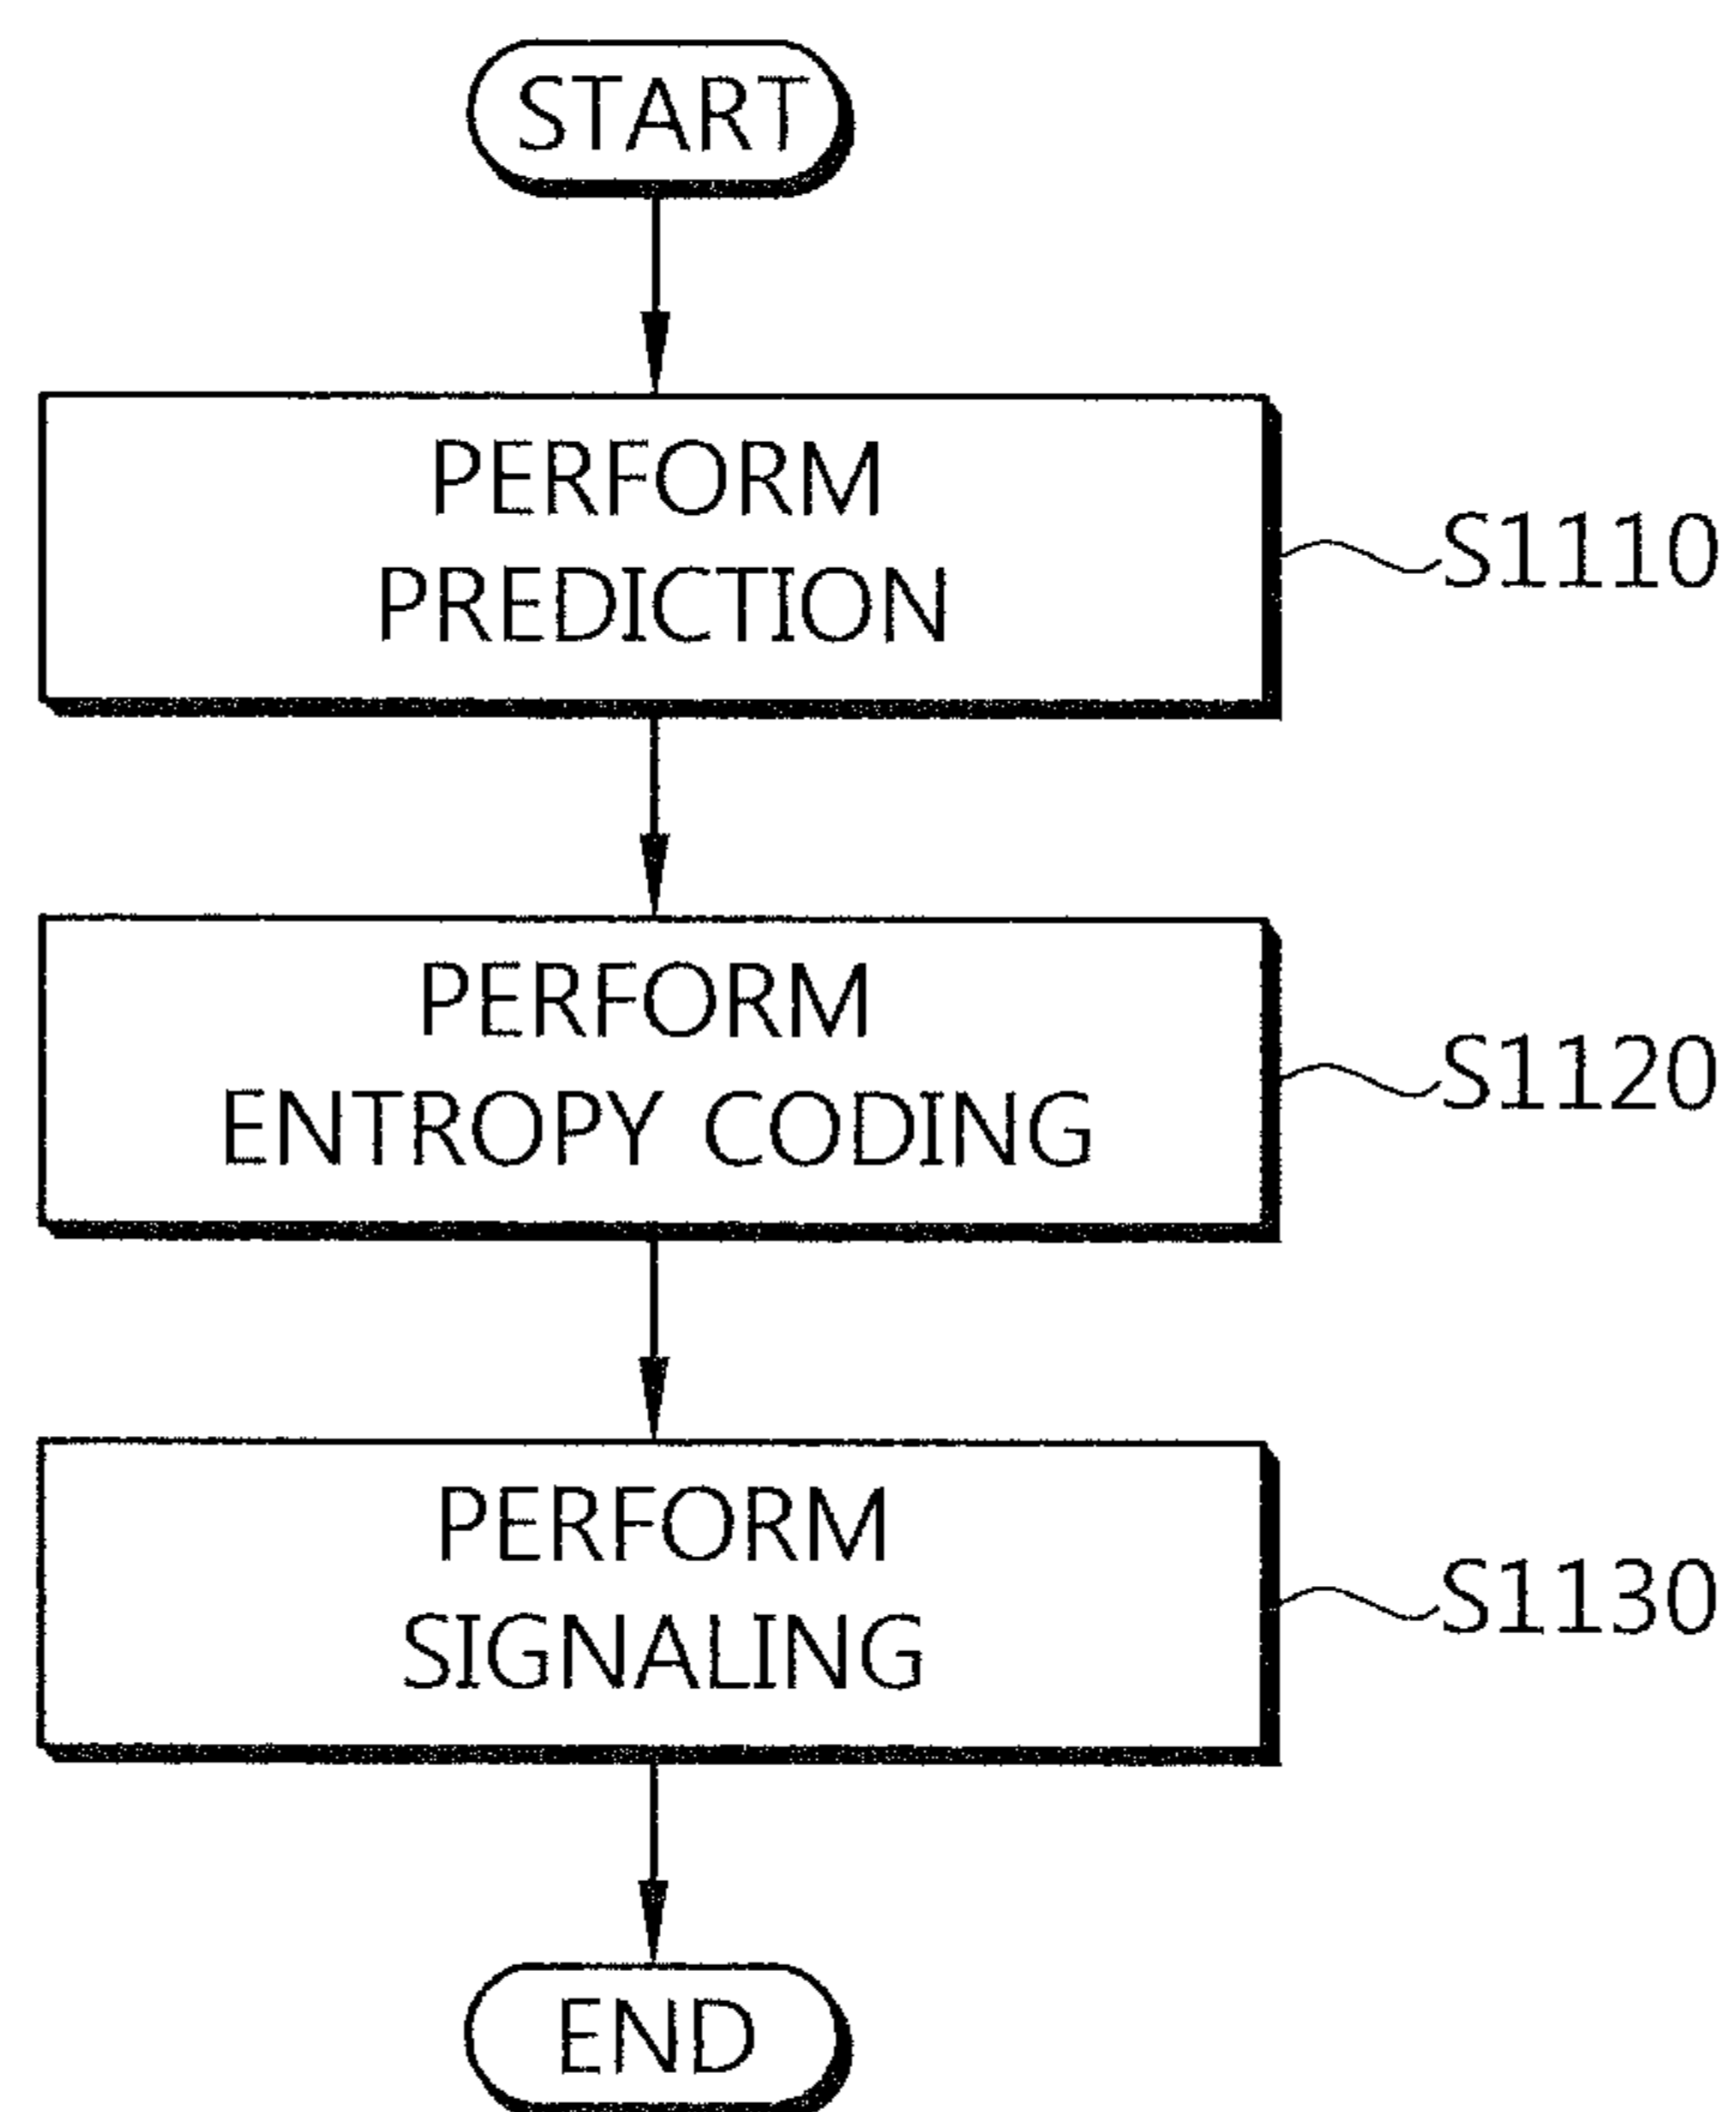 START
PERFORM
PREDICTION
S1110
PERFORM
ENTROPY CODING
S1120
PERFORM
SIGNALING
S1130
END